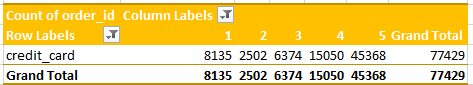 Count of order_id Column Labels
Row Labels 1 2 3 4 5 Grand Total
credit_card 8135 2502 6374 15050 45368 77429
Grand Total 8135 2502 6374 15050 45368 77429